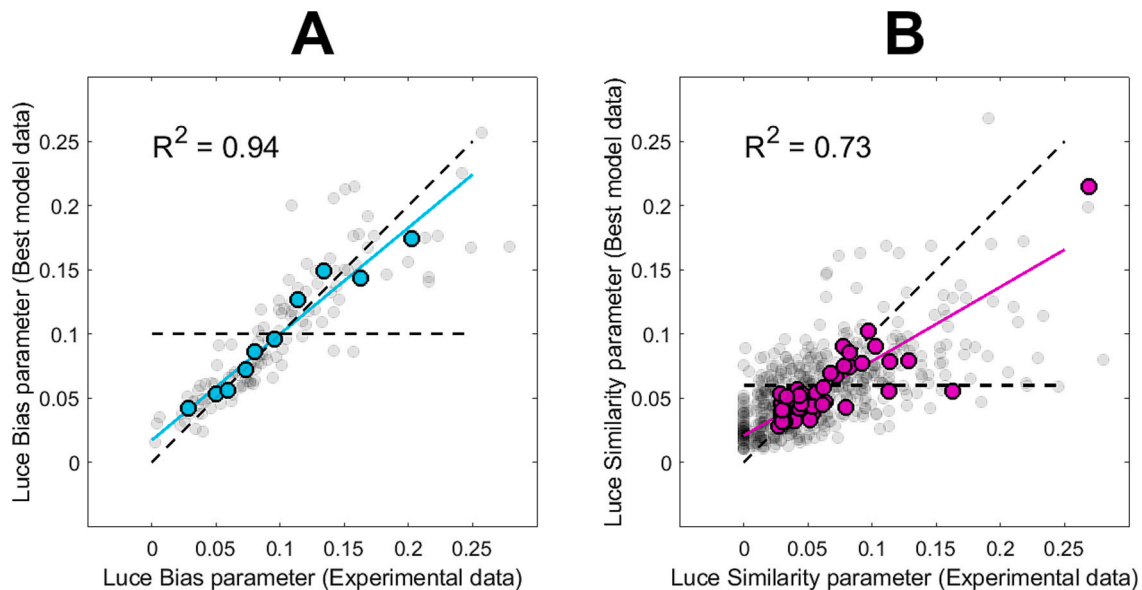 A
Luce Bias parameter (Best model data)
R² = 0.94
0.25
0.2
0.15
0.1
0.05
0
0 0.05 0.1 0.15 0.2 0.25
Luce Bias parameter (Experimental data)
B
Luce Similarity parameter (Best model data)
R² = 0.73
0.25
0.2
0.15
0.1
0.05
0
0 0.05 0.1 0.15 0.2 0.25
Luce Similarity parameter (Experimental data)